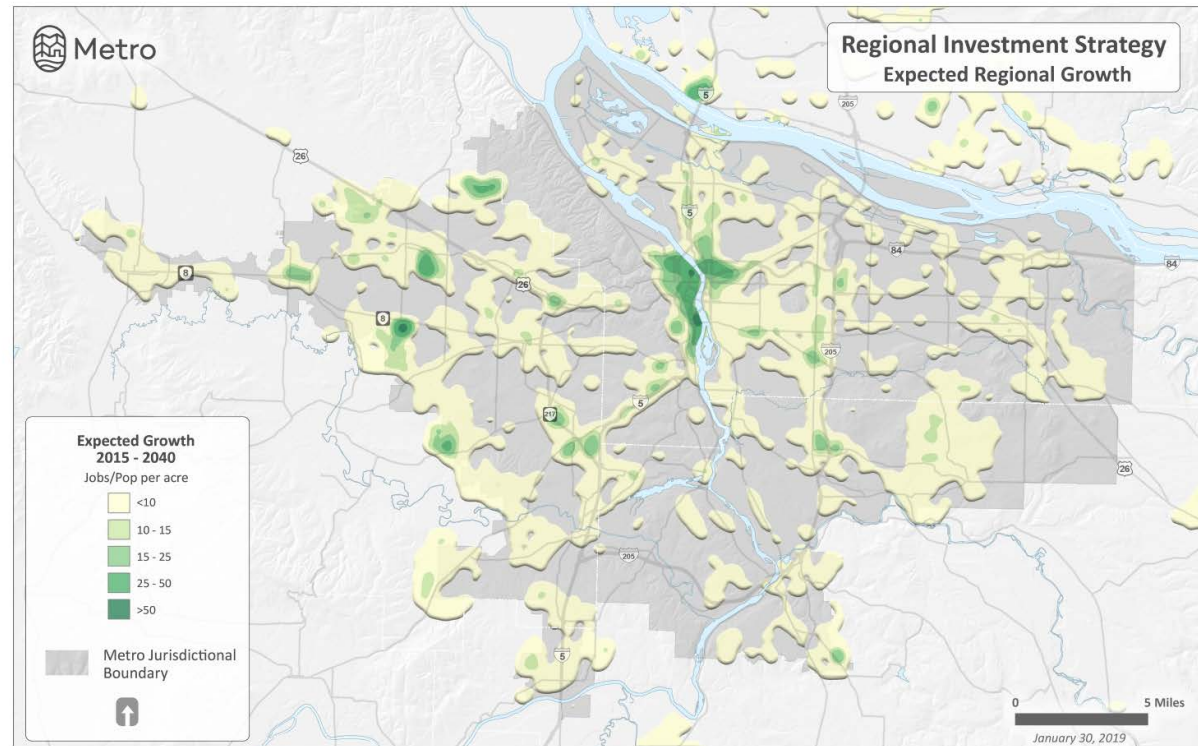 Metro
Regional Investment Strategy
Expected Regional Growth
5
205
26
5
84
84
8
26
8
205
217
5
26
205
5
Expected Growth
2015 - 2040
Jobs/Pop per acre
<10
10 - 15
15 - 25
25 - 50
>50
Metro Jurisdictional
Boundary
0
5 Miles
January 30, 2019